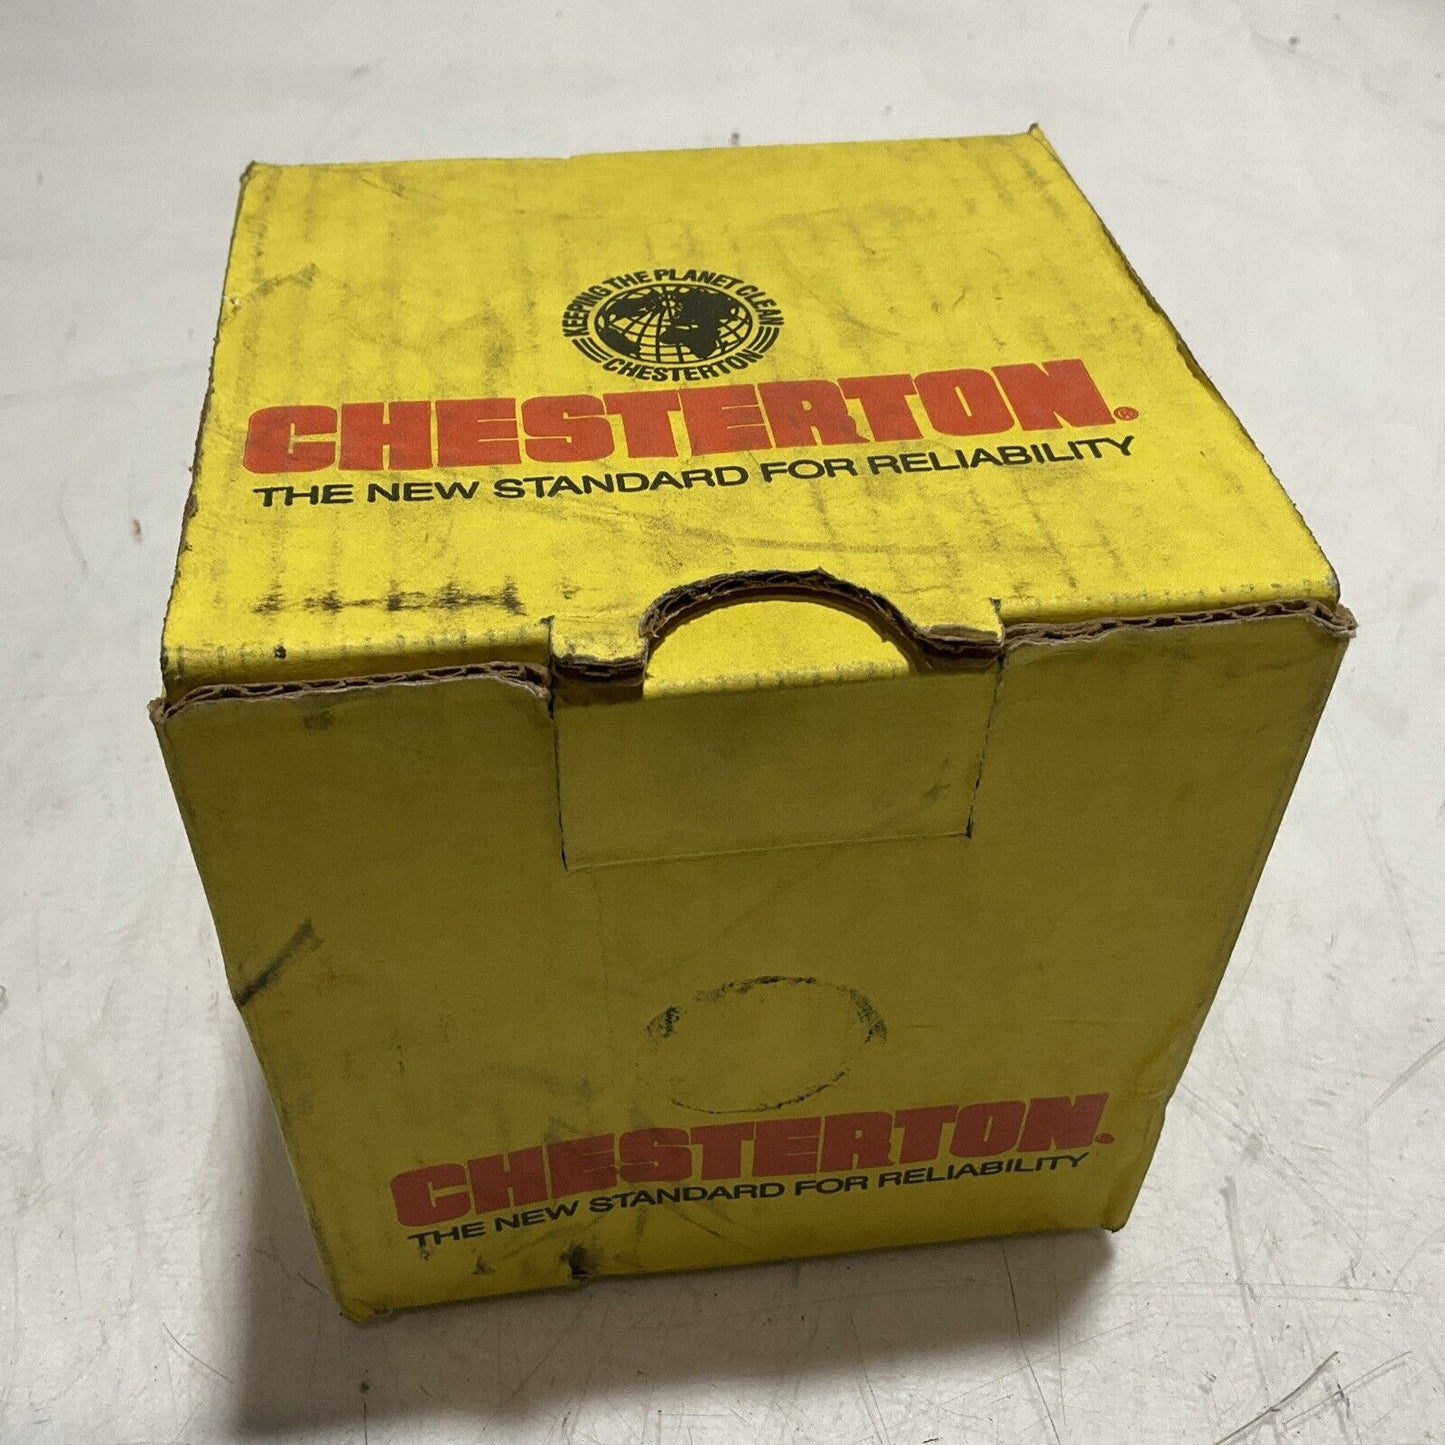 KEEPING THE PLANET CLEAN
CHESTERTON
CHESTERTON®
THE NEW STANDARD FOR RELIABILITY
CHESTERTON®
THE NEW STANDARD FOR RELIABILITY